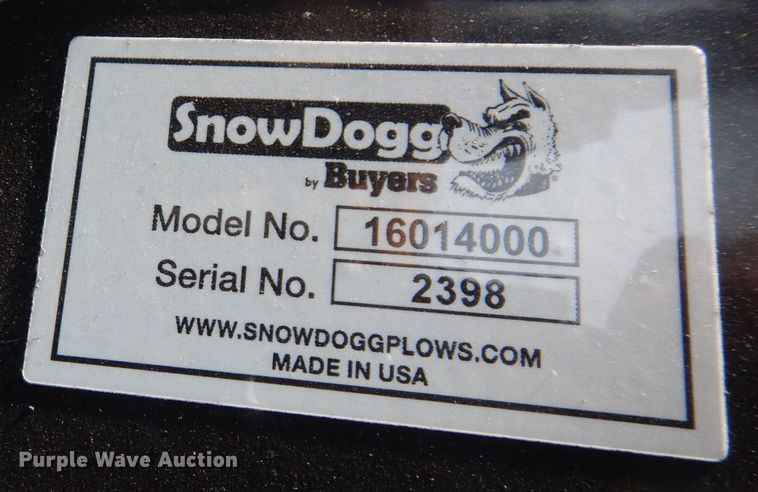 SnowDogg
by Buyers
Model No. 16014000
Serial No. 2398
WWW.SNOWDOGGPLOWS.COM
MADE IN USA
Purple Wave Auction